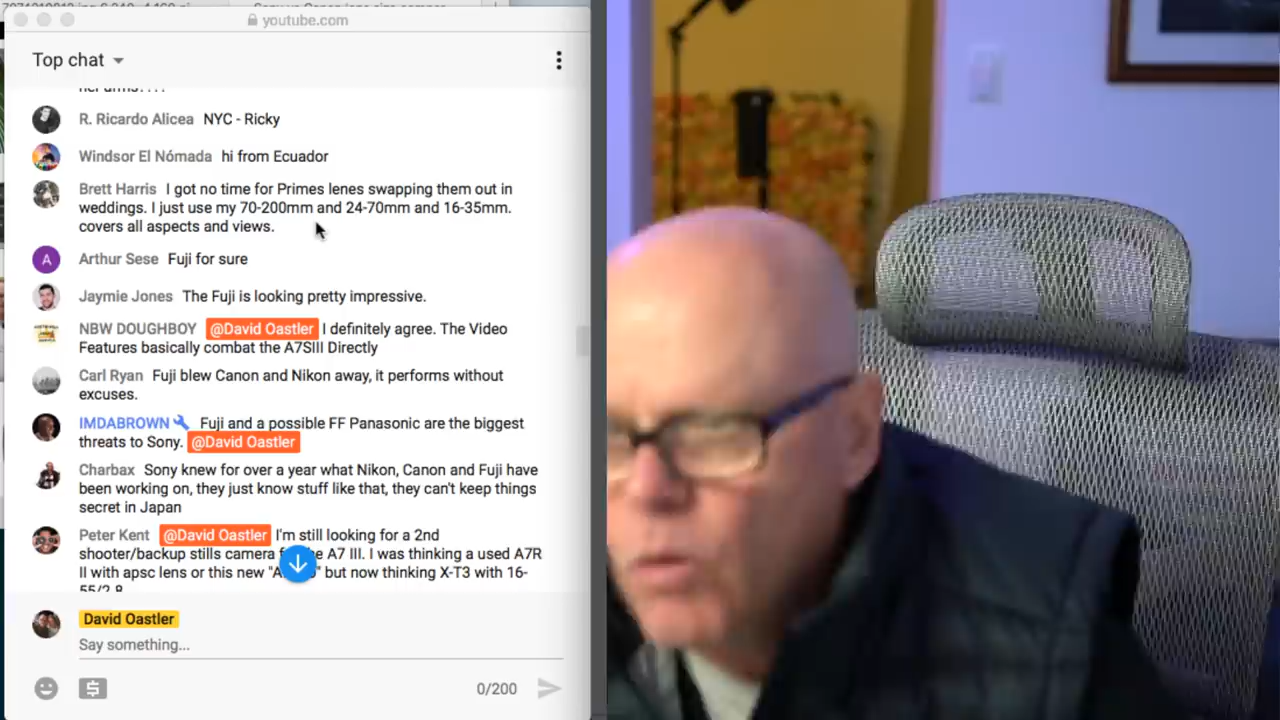 youtube.com
Top chat
R. Ricardo Alicea NYC - Ricky
Windsor El Nómada hi from Ecuador
Brett Harris I got no time for Primes lenes swapping them out in
weddings. I just use my 70-200mm and 24-70mm and 16-35mm.
covers all aspects and views.
A Arthur Sese Fuji for sure
Jaymie Jones The Fuji is looking pretty impressive.
NBW DOUGHBOY @David Oastler I definitely agree. The Video
Features basically combat the A7SIII Directly
Carl Ryan Fuji blew Canon and Nikon away, it performs without
excuses.
IMDABROWN Fuji and a possible FF Panasonic are the biggest
threats to Sony. @David Oastler
Charbax Sony knew for over a year what Nikon, Canon and Fuji have
been working on, they just know stuff like that, they can't keep things
secret in Japan
Peter Kent @David Oastler I'm still looking for a 2nd
shooter/backup stills camera A7 III. I was thinking a used A7R
II with apsc lens or this new but now thinking X-T3 with 16-
55/2.8
David Oastler
Say something...
0/200